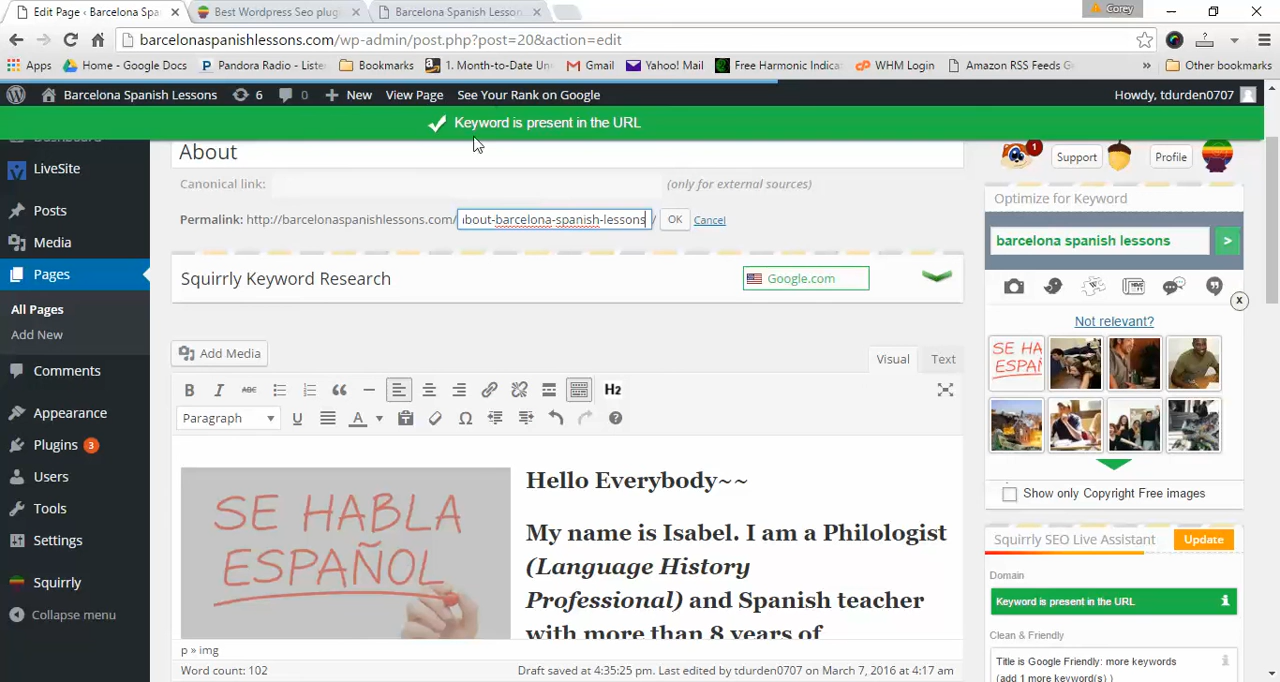 Edit Page ‹ Barcelona Spa
Best Wordpress Seo plug
Barcelona Spanish Lesson
Corey
barcelonaspanishlessons.com/wp-admin/post.php?post=20&action=edit
Apps
Home - Google Docs
Pandora Radio - Liste
Bookmarks
1. Month-to-Date Un
Gmail
Yahoo! Mail
Free Harmonic Indica
WHM Login
Amazon RSS Feeds G
»
Other bookmarks
Barcelona Spanish Lessons
6
0
New
View Page
See Your Rank on Google
Howdy, tdurden0707
Keyword is present in the URL
LiveSite
Posts
Media
Pages
All Pages
Add New
Comments
Appearance
Plugins 3
Users
Tools
Settings
Squirrly
Collapse menu
About
Canonical link:
(only for external sources)
Permalink: http://barcelonaspanishlessons.com/
about-barcelona-spanish-lessons
/
OK
Cancel
Squirrly Keyword Research
Google.com
Add Media
Visual
Text
B
I
ABC
H2
Paragraph
U
A
Ω
SE HABLA
ESPAÑOL
Hello Everybody~~
My name is Isabel. I am a Philologist
(Language History
Professional) and Spanish teacher
with more than 8 years of
p » img
Word count: 102
Draft saved at 4:35:25 pm. Last edited by tdurden0707 on March 7, 2016 at 4:17 am
1
Support
Profile
Optimize for Keyword
barcelona spanish lessons
>
x
Not relevant?
SE HA
ESPAÑ
Show only Copyright Free images
Squirrly SEO Live Assistant
Update
Domain
Keyword is present in the URL
Clean & Friendly
Title is Google Friendly: more keywords
(add 1 more keyword(s) )